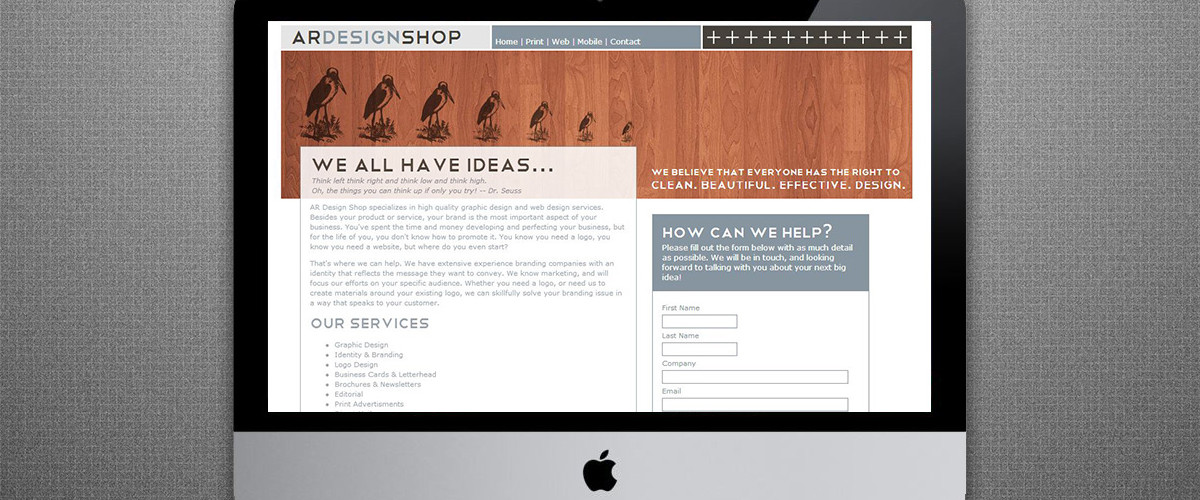 ARDESIGNSHOP
Home | Print | Web | Mobile | Contact
WE ALL HAVE IDEAS...
Think left think right and think low and think high.
Oh, the things you can think up if only you try! -- Dr. Seuss
WE BELIEVE THAT EVERYONE HAS THE RIGHT TO
CLEAN. BEAUTIFUL. EFFECTIVE. DESIGN.
AR Design Shop specializes in high quality graphic design and web design services.
Besides your product or service, your brand is the most important aspect of your
business. You've spent the time and money developing and perfecting your business, but
for the life of you, you don't know how to promote it. You know you need a logo, you
know you need a website, but where do you even start?
That's where we can help. We have extensive experience branding companies with an
identity that reflects the message they want to convey. We know marketing, and will
focus our efforts on your specific audience. Whether you need a logo, or need us to
create materials around your existing logo, we can skillfully solve your branding issue in
a way that speaks to your customer.
OUR SERVICES
Graphic Design
Identity & Branding
Logo Design
Business Cards & Letterhead
Brochures & Newsletters
Editorial
Print Advertisments
HOW CAN WE HELP?
Please fill out the form below with as much detail
as possible. We will be in touch, and looking
forward to talking with you about your next big
idea!
First Name
Last Name
Company
Email